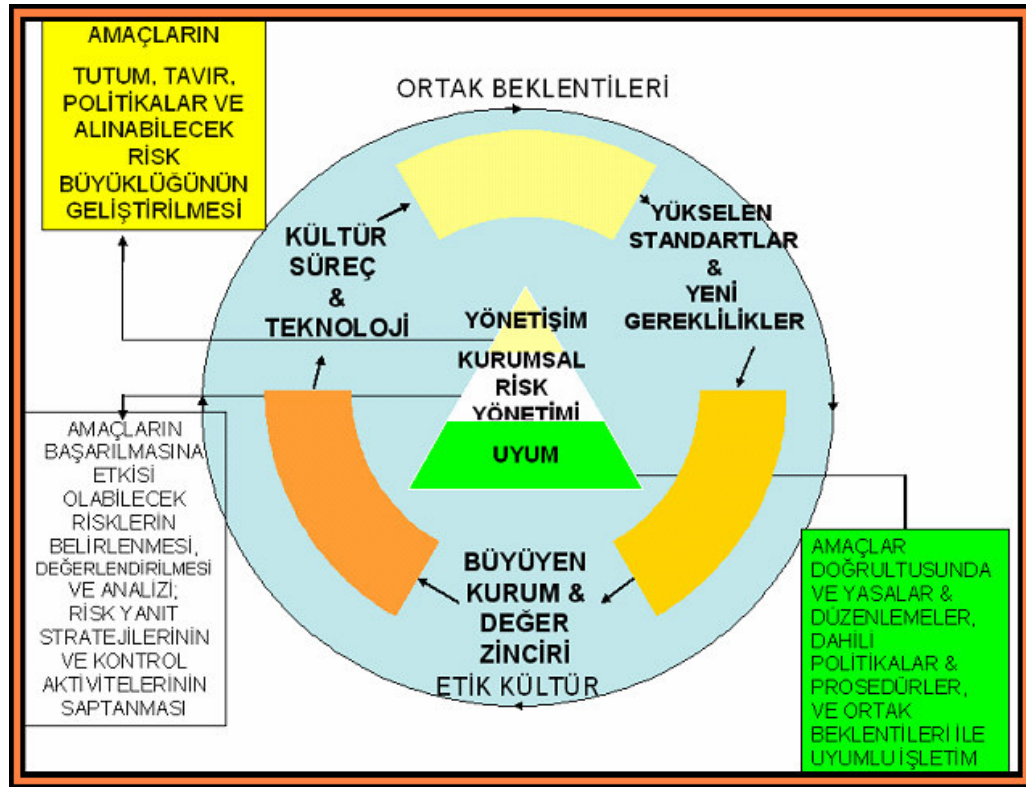 AMAÇLARIN
TUTUM, TAVIR,
POLİTİKALAR VE
ALINABİLECEK
RİSK
BÜYÜKLÜĞÜNÜN
GELİŞTİRİLMESİ
ORTAK BEKLENTİLERİ
KÜLTÜR
SÜREÇ
&
TEKNOLOJİ
YÜKSELEN
STANDARTLAR
&
YENİ
GEREKLİLİKLER
YÖNETİŞİM
KURUMSAL
RİSK
YÖNETİMİ
UYUM
AMAÇLARIN
BAŞARILMASINA
ETKİSİ
OLABİLECEK
RİSKLERİN
BELİRLENMESİ,
DEĞERLENDİRİLMESİ
VE ANALİZİ;
RİSK YANIT
STRATEJİLERİNİN
VE KONTROL
AKTİVİTELERİNİN
SAPTANMASI
BÜYÜYEN
KURUM &
DEĞER
ZİNCİRİ
ETİK KÜLTÜR
AMAÇLAR
DOĞRULTUSUNDA
VE YASALAR &
DÜZENLEMELER,
DAHİLİ
POLİTİKALAR &
PROSEDÜRLER,
VE ORTAK
BEKLENTİLERİ İLE
UYUMLU İŞLETİM